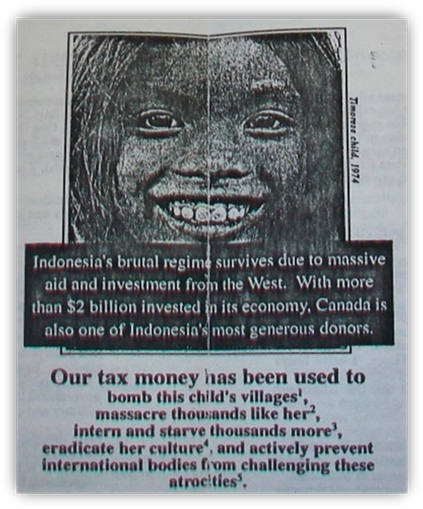 Timorese child, 1974
Indonesia's brutal regime survives due to massive
aid and investment from the West. With more
than $2 billion invested in its economy, Canada is
also one of Indonesia's most generous donors.
Our tax money has been used to
bomb this child's villages¹,
massacre thousands like her²,
intern and starve thousands more³,
eradicate her culture⁴, and actively prevent
international bodies from challenging these
atrocities⁵.